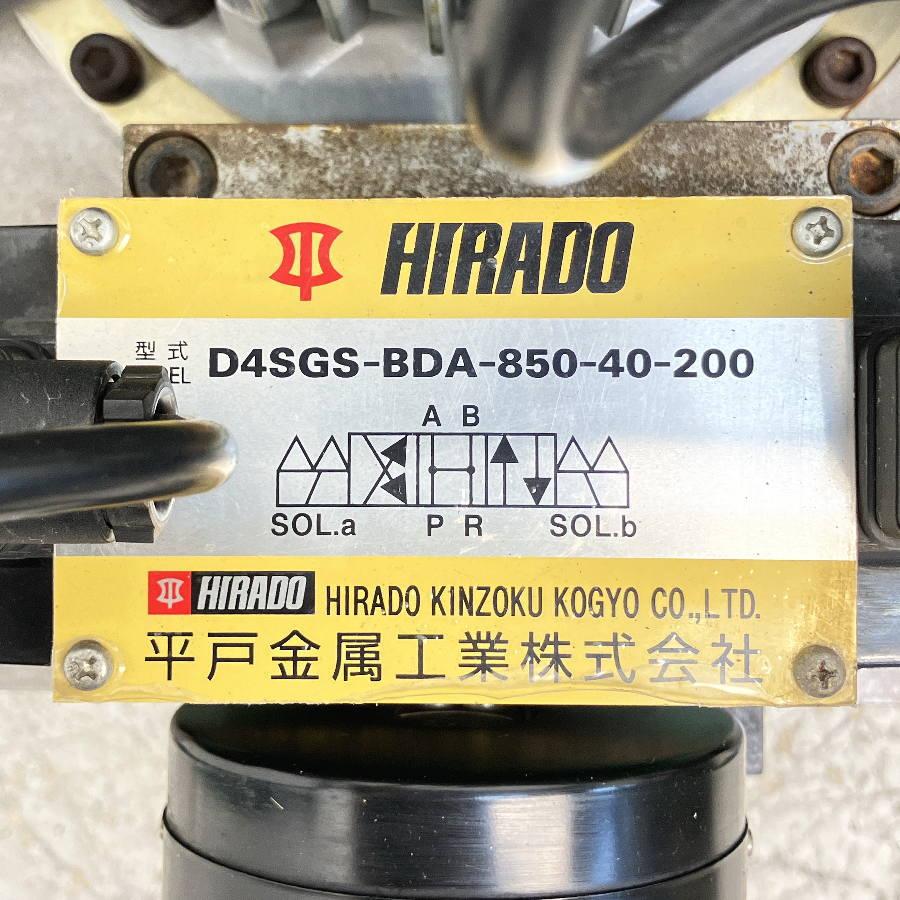 HIRADO
型式 D4SGS-BDA-850-40-200
A B
SOL.a P R SOL.b
HIRADO HIRADO KINZOKU KOGYO CO.,LTD.
平戸金属工業株式会社